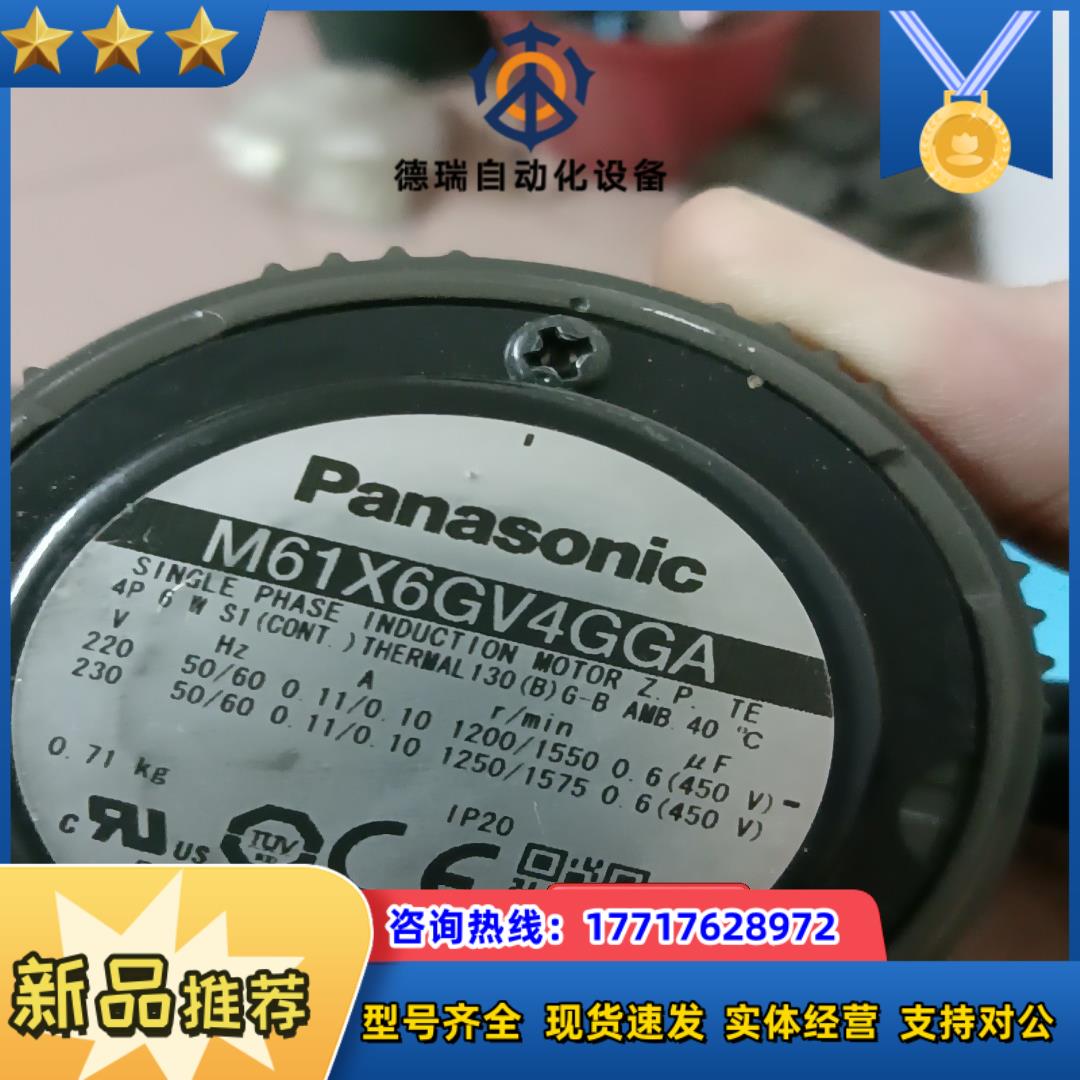 德瑞自动化设备
Panasonic
M61X6GV4GGA
SINGLE PHASE INDUCTION MOTOR Z.P. TE
4P 6 W S1(CONT.)THERMAL130(B)G-B AMB.40 ℃
V Hz A r/min μF
220 50/60 0.11/0.10 1200/1550 0.6(450 V)-
230 50/60 0.11/0.10 1250/1575 0.6(450 V)
0.71 kg
IP20
c RU US TÜV CCC CE
咨询热线：17717628972
新品推荐
型号齐全 现货速发 实体经营 支持对公